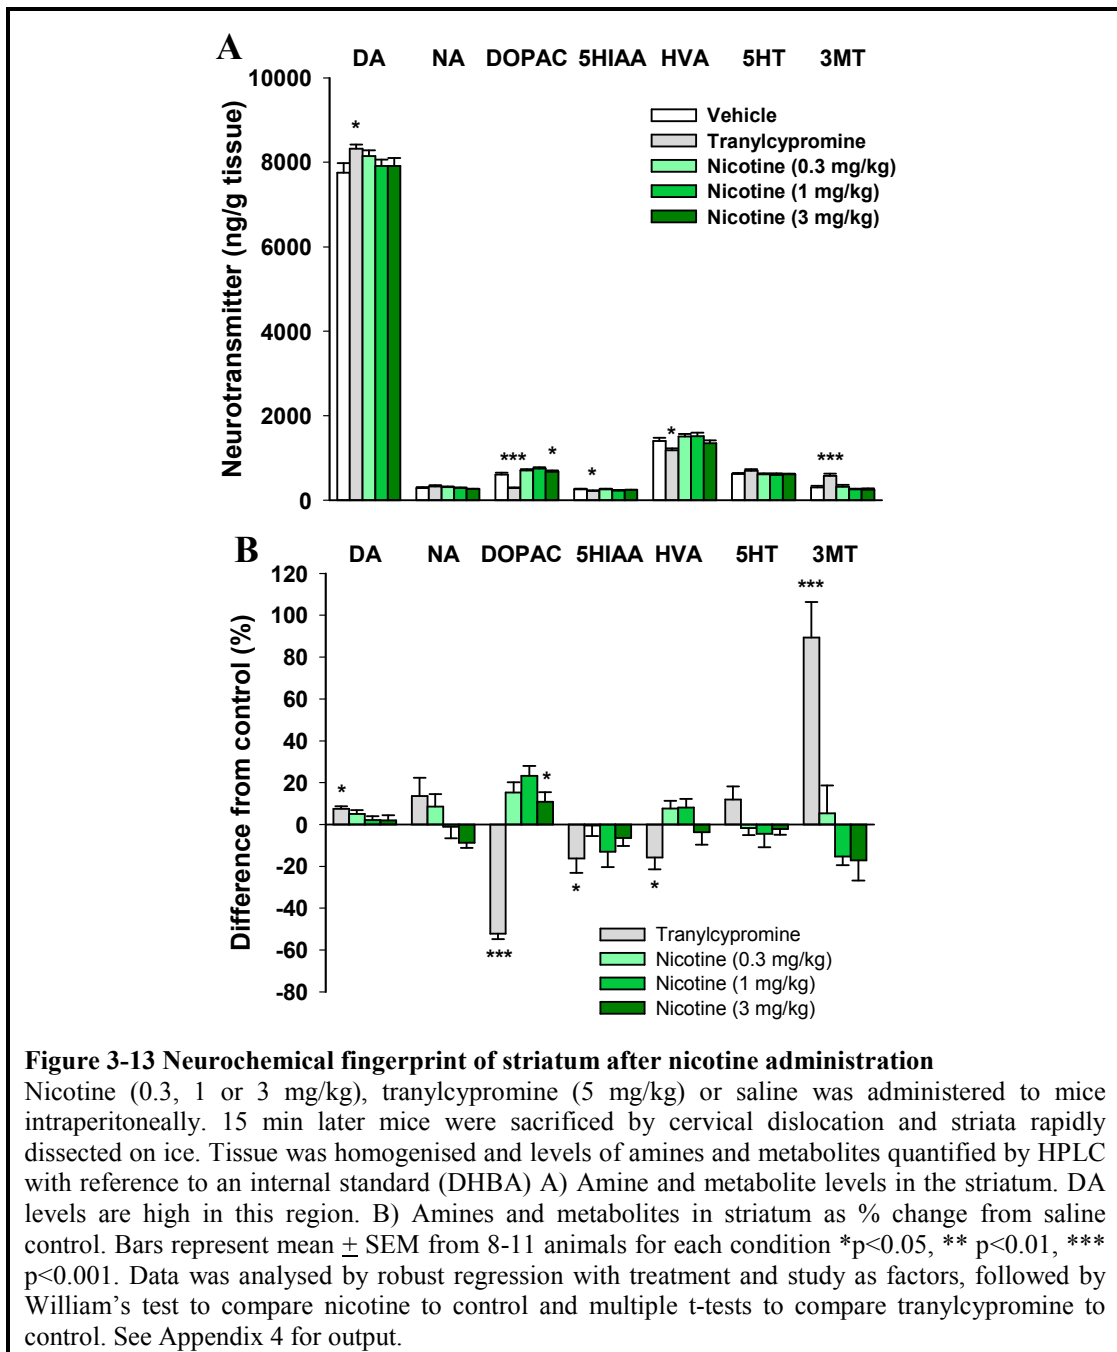 A
DA NA DOPAC 5HIAA HVA 5HT 3MT
Neurotransmitter (ng/g tissue)
10000
8000
6000
4000
2000
0
Vehicle
Tranylcypromine
Nicotine (0.3 mg/kg)
Nicotine (1 mg/kg)
Nicotine (3 mg/kg)
* *** * * * ***
B
DA NA DOPAC 5HIAA HVA 5HT 3MT
Difference from control (%)
120
100
80
60
40
20
0
-20
-40
-60
-80
* *** * * * ***
Tranylcypromine
Nicotine (0.3 mg/kg)
Nicotine (1 mg/kg)
Nicotine (3 mg/kg)
Figure 3-13 Neurochemical fingerprint of striatum after nicotine administration
Nicotine (0.3, 1 or 3 mg/kg), tranylcypromine (5 mg/kg) or saline was administered to mice
intraperitoneally. 15 min later mice were sacrificed by cervical dislocation and striata rapidly
dissected on ice. Tissue was homogenised and levels of amines and metabolites quantified by HPLC
with reference to an internal standard (DHBA) A) Amine and metabolite levels in the striatum. DA
levels are high in this region. B) Amines and metabolites in striatum as % change from saline
control. Bars represent mean + SEM from 8-11 animals for each condition *p<0.05, ** p<0.01, ***
p<0.001. Data was analysed by robust regression with treatment and study as factors, followed by
William’s test to compare nicotine to control and multiple t-tests to compare tranylcypromine to
control. See Appendix 4 for output.